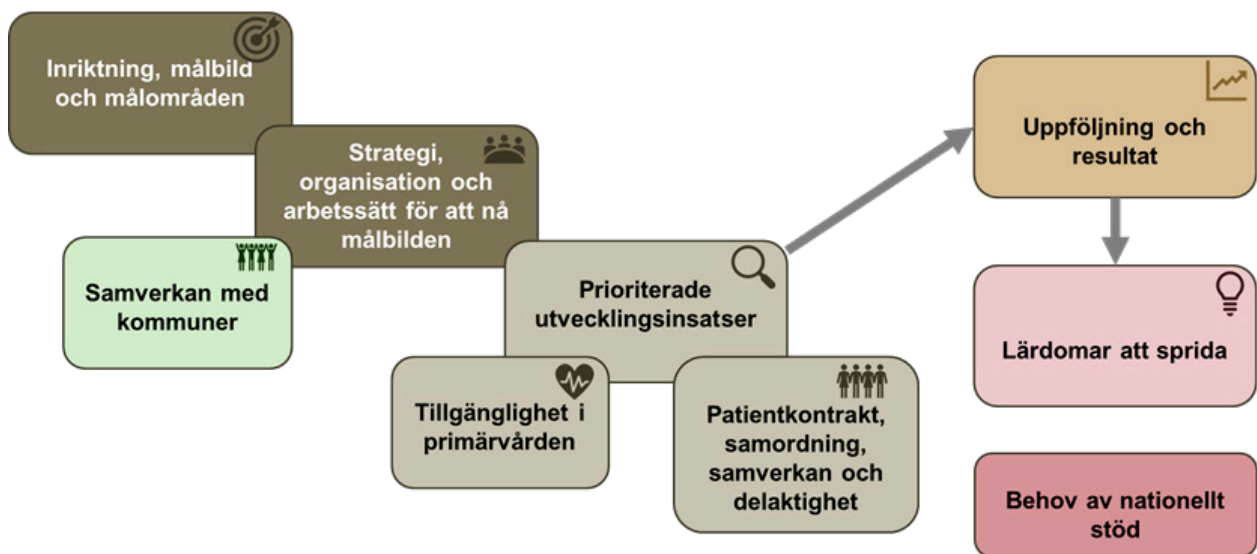 Inriktning, målbild
och målområden
Strategi,
organisation och
arbetssätt för att nå
målbilden
Samverkan med
kommuner
Prioriterade
utvecklingsinsatser
Tillgänglighet i
primärvården
Patientkontrakt,
samordning,
samverkan och
delaktighet
Uppföljning och
resultat
Lärdomar att sprida
Behov av nationellt
stöd